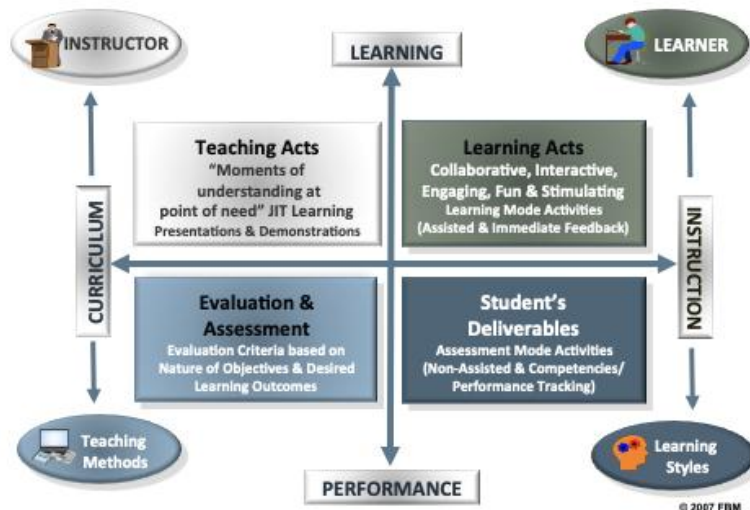 INSTRUCTOR
LEARNING
LEARNER
Teaching Acts
"Moments of
understanding at
point of need" JIT Learning
Presentations & Demonstrations
Learning Acts
Collaborative, Interactive,
Engaging, Fun & Stimulating
Learning Mode Activities
(Assisted & Immediate Feedback)
CURRICULUM
INSTRUCTION
Evaluation &
Assessment
Evaluation Criteria based on
Nature of Objectives & Desired
Learning Outcomes
Student's
Deliverables
Assessment Mode Activities
(Non-Assisted & Competencies/
Performance Tracking)
Teaching
Methods
Learning
Styles
PERFORMANCE
© 2007 FBM